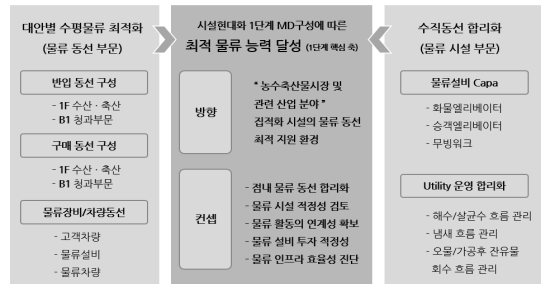 대안별 수평물류 최적화
(물류 동선 부문)
반입 동선 구성
- 1F 수산 · 축산
- B1 청과부문
구매 동선 구성
- 1F 수산 · 축산
- B1 청과부문
물류장비/차량동선
- 고객차량
- 물류설비
- 물류차량
시설현대화 1단계 MD구성에 따른
최적 물류 능력 달성 (1단계 핵심 축)
방향
“ 농수축산물시장 및
관련 산업 분야 ”
집적화 시설의 물류 동선
최적 지원 환경
컨셉
- 점내 물류 동선 합리화
- 물류 시설 적정성 검토
- 물류 활동의 연계성 확보
- 물류 설비 투자 적정성
- 물류 인프라 효율성 진단
수직동선 합리화
(물류 시설 부문)
물류설비 Capa
- 화물엘리베이터
- 승객엘리베이터
- 무빙워크
Utility 운영 합리화
- 해수/살균수 흐름 관리
- 냄새 흐름 관리
- 오물/가공후 잔유물
회수 흐름 관리